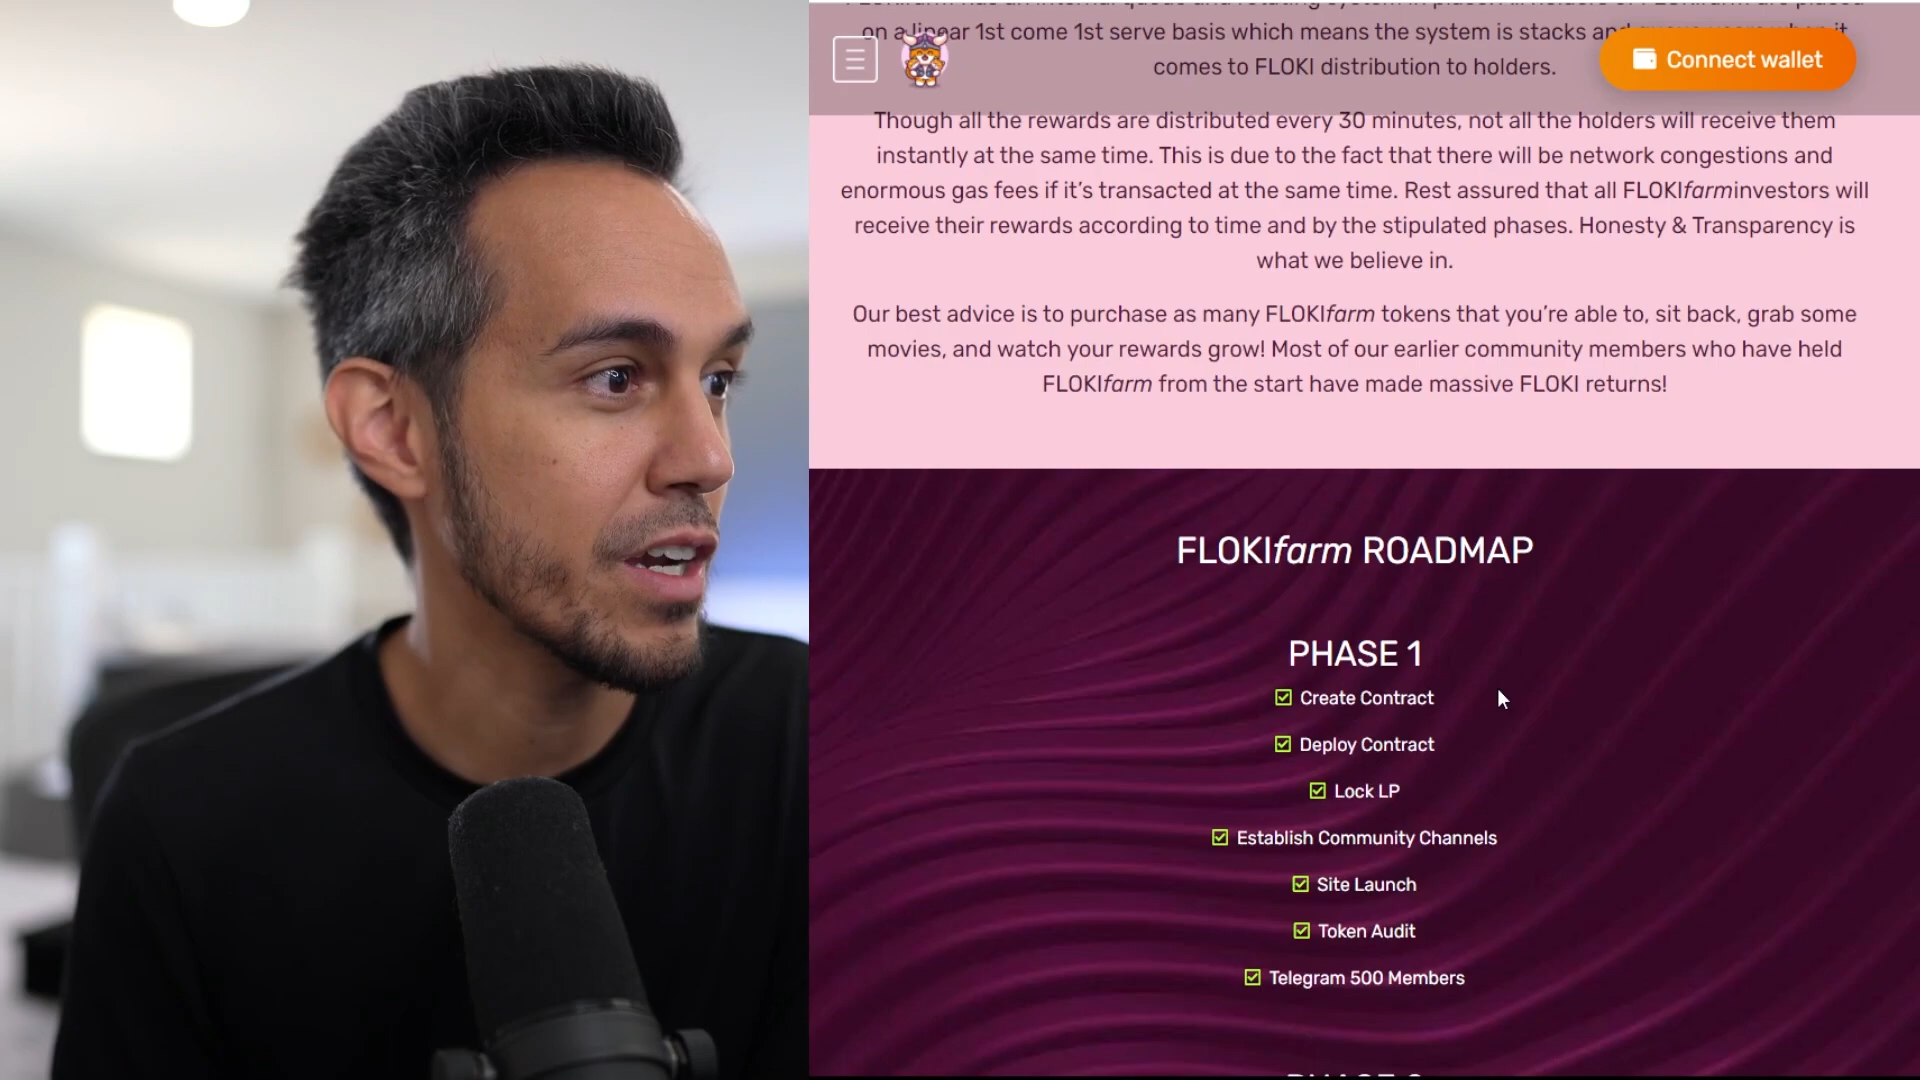 on a linear 1st come 1st serve basis which means the system is stacks and
comes to FLOKI distribution to holders.
Connect wallet
Though all the rewards are distributed every 30 minutes, not all the holders will receive them
instantly at the same time. This is due to the fact that there will be network congestions and
enormous gas fees if it’s transacted at the same time. Rest assured that all FLOKIfarminvestors will
receive their rewards according to time and by the stipulated phases. Honesty & Transparency is
what we believe in.
Our best advice is to purchase as many FLOKIfarm tokens that you’re able to, sit back, grab some
movies, and watch your rewards grow! Most of our earlier community members who have held
FLOKIfarm from the start have made massive FLOKI returns!
FLOKIfarm ROADMAP
PHASE 1
Create Contract
Deploy Contract
Lock LP
Establish Community Channels
Site Launch
Token Audit
Telegram 500 Members